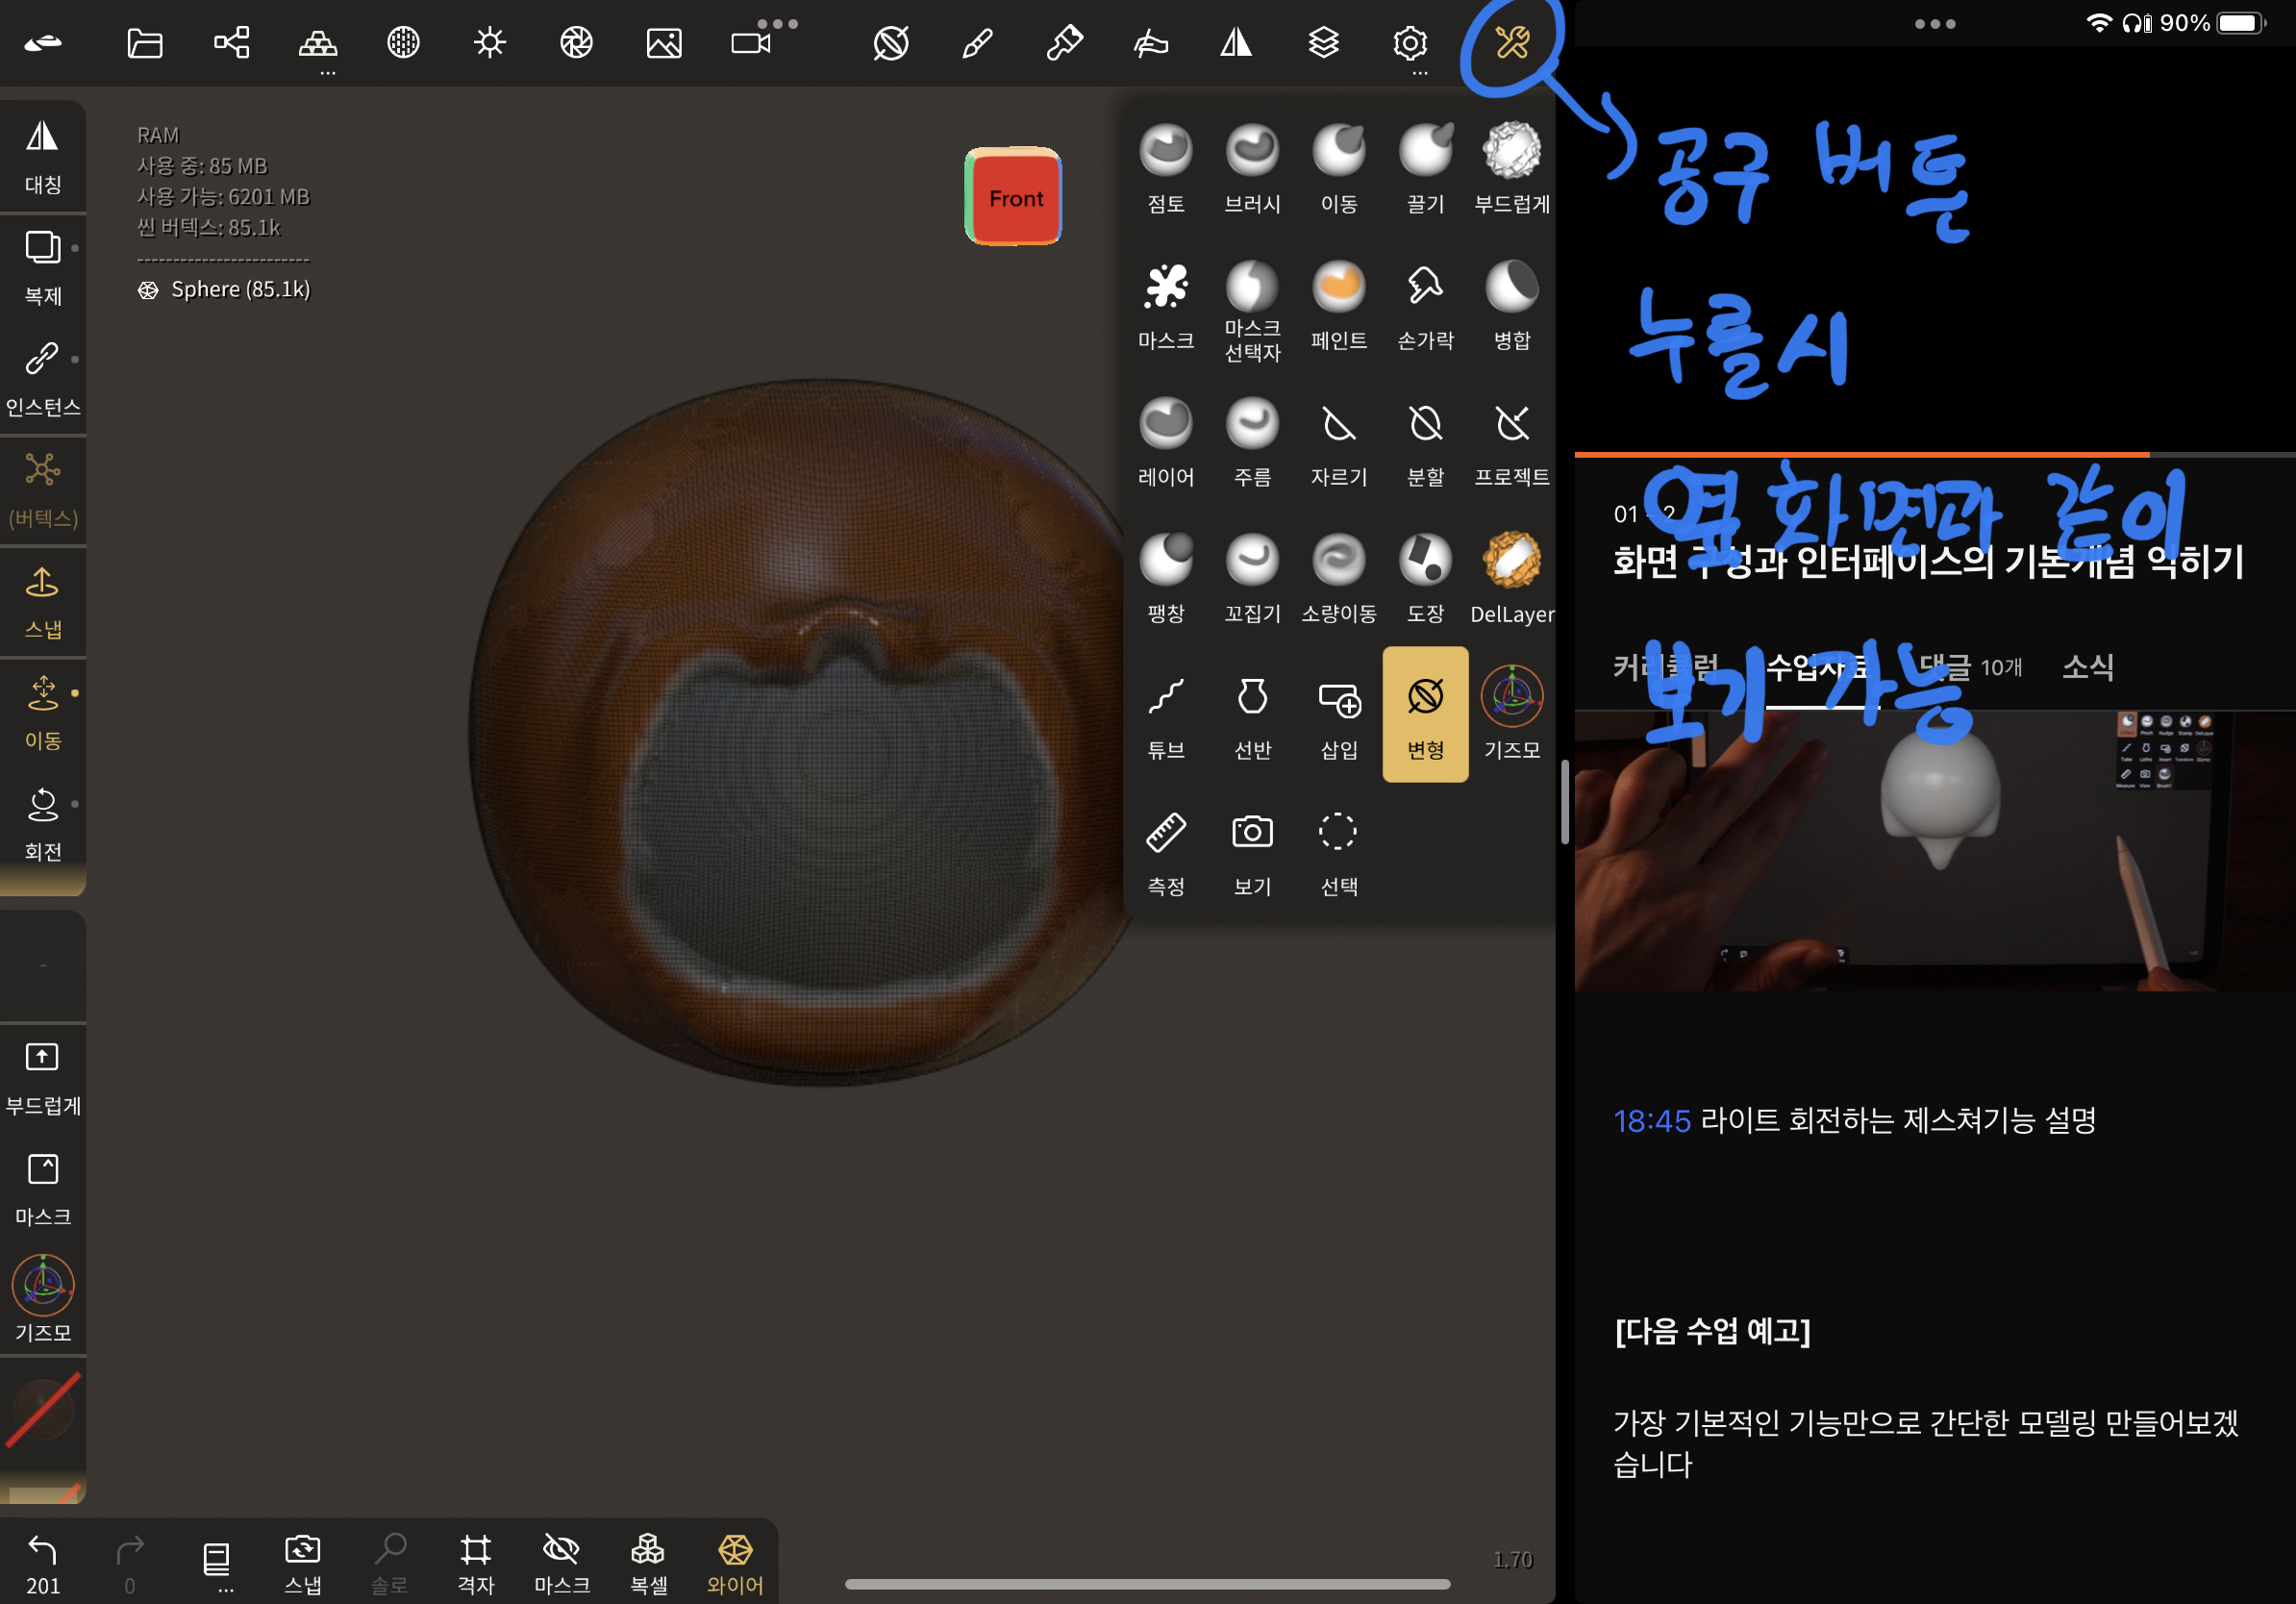 대칭
복제
인스턴스
(버텍스)
스냅
이동
회전
-
부드럽게
마스크
기즈모
RAM
사용 중: 85 MB
사용 가능: 6201 MB
씬 버텍스: 85.1k
------------------------
Sphere (85.1k)
Front
점토 브러시 이동 끌기 부드럽게
마스크 마스크 선택자 페인트 손가락 병합
레이어 주름 자르기 분할 프로젝트
팽창 꼬집기 소량이동 도장 DelLayer
튜브 선반 삽입 변형 기즈모
측정 보기 선택
201 0 ... 스냅 솔로 격자 마스크 복셀 와이어
1.70
90%
공구 버튼
누를시
옆 화면과 같이
보기 가능
01 - 2
화면 구성과 인터페이스의 기본개념 익히기
커리큘럼 수업자료 댓글 10개 소식
18:45 라이트 회전하는 제스쳐기능 설명
[다음 수업 예고]
가장 기본적인 기능만으로 간단한 모델링 만들어보겠
습니다